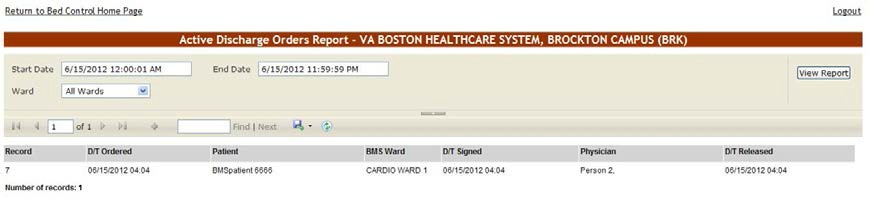 Return to Bed Control Home Page Logout
Active Discharge Orders Report - VA BOSTON HEALTHCARE SYSTEM, BROCKTON CAMPUS (BRK)
Start Date 6/15/2012 12:00:01 AM End Date 6/15/2012 11:59:59 PM View Report
Ward All Wards
1 of 1 Find | Next
Record D/T Ordered Patient BMS Ward D/T Signed Physician D/T Released
7 06/15/2012 04:04 BMSpatient 6666 CARDIO WARD 1 06/15/2012 04:04 Person 2, 06/15/2012 04:04
Number of records: 1